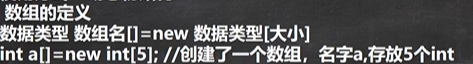 数组的定义
数据类型 数组名[]=new 数据类型[大小]
int a[]=new int[5]; //创建了一个数组，名字a,存放5个int